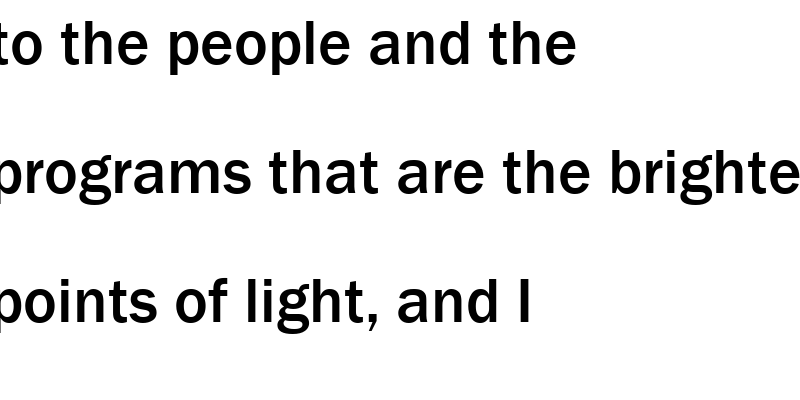 to the people and the
programs that are the brighte
points of light, and I